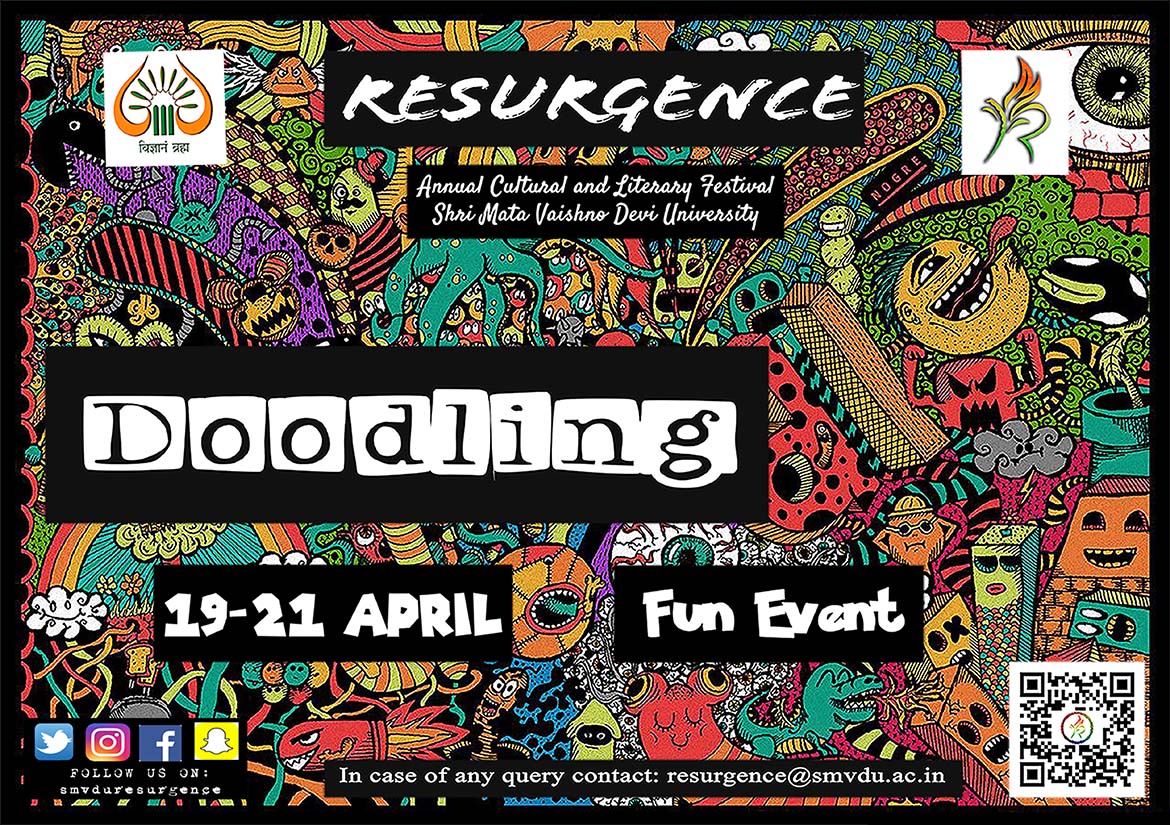 RESURGENCE
विज्ञानं ब्रह्म
Annual Cultural and Literary Festival
Shri Mata Vaishno Devi University
NOGRE
Doodling
19-21 APRIL
Fun Event
FOLLOW US ON:
smvduresurgence
In case of any query contact: resurgence@smvdu.ac.in